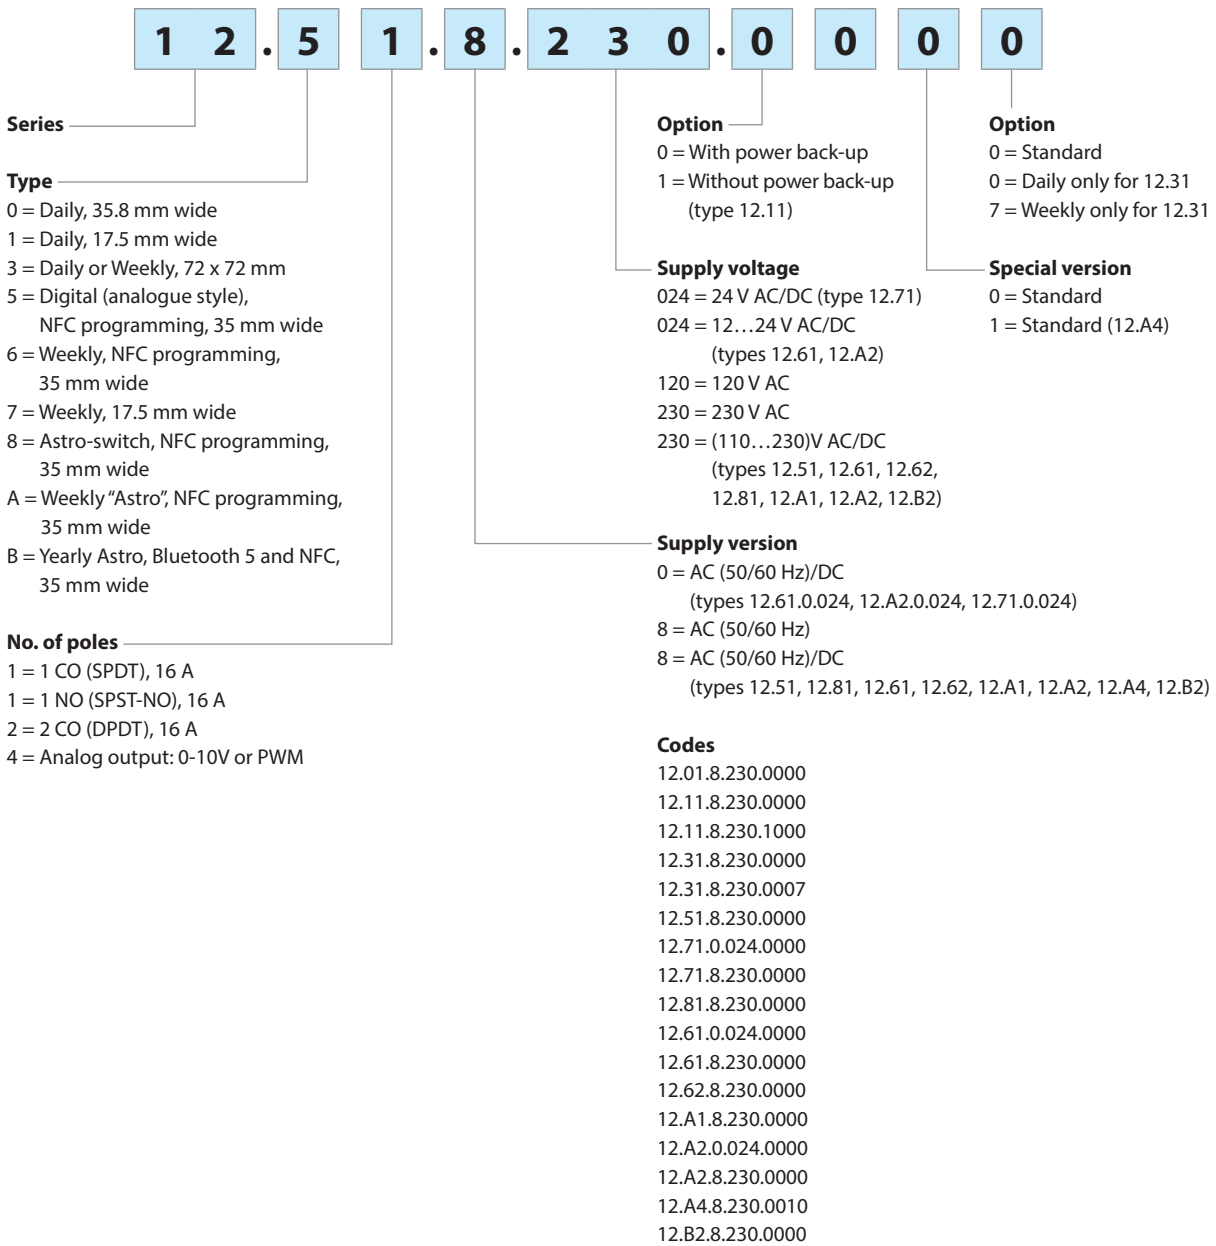 1 2 . 5 1 . 8 . 2 3 0 . 0 0 0 0
Series
Type
0 = Daily, 35.8 mm wide
1 = Daily, 17.5 mm wide
3 = Daily or Weekly, 72 x 72 mm
5 = Digital (analogue style),
NFC programming, 35 mm wide
6 = Weekly, NFC programming,
35 mm wide
7 = Weekly, 17.5 mm wide
8 = Astro-switch, NFC programming,
35 mm wide
A = Weekly “Astro”, NFC programming,
35 mm wide
B = Yearly Astro, Bluetooth 5 and NFC,
35 mm wide
No. of poles
1 = 1 CO (SPDT), 16 A
1 = 1 NO (SPST-NO), 16 A
2 = 2 CO (DPDT), 16 A
4 = Analog output: 0-10V or PWM
Option
0 = With power back-up
1 = Without power back-up
(type 12.11)
Supply voltage
024 = 24 V AC/DC (type 12.71)
024 = 12…24 V AC/DC
(types 12.61, 12.A2)
120 = 120 V AC
230 = 230 V AC
230 = (110…230)V AC/DC
(types 12.51, 12.61, 12.62,
12.81, 12.A1, 12.A2, 12.B2)
Option
0 = Standard
0 = Daily only for 12.31
7 = Weekly only for 12.31
Special version
0 = Standard
1 = Standard (12.A4)
Supply version
0 = AC (50/60 Hz)/DC
(types 12.61.0.024, 12.A2.0.024, 12.71.0.024)
8 = AC (50/60 Hz)
8 = AC (50/60 Hz)/DC
(types 12.51, 12.81, 12.61, 12.62, 12.A1, 12.A2, 12.A4, 12.B2)
Codes
12.01.8.230.0000
12.11.8.230.0000
12.11.8.230.1000
12.31.8.230.0000
12.31.8.230.0007
12.51.8.230.0000
12.71.0.024.0000
12.71.8.230.0000
12.81.8.230.0000
12.61.0.024.0000
12.61.8.230.0000
12.62.8.230.0000
12.A1.8.230.0000
12.A2.0.024.0000
12.A2.8.230.0000
12.A4.8.230.0010
12.B2.8.230.0000